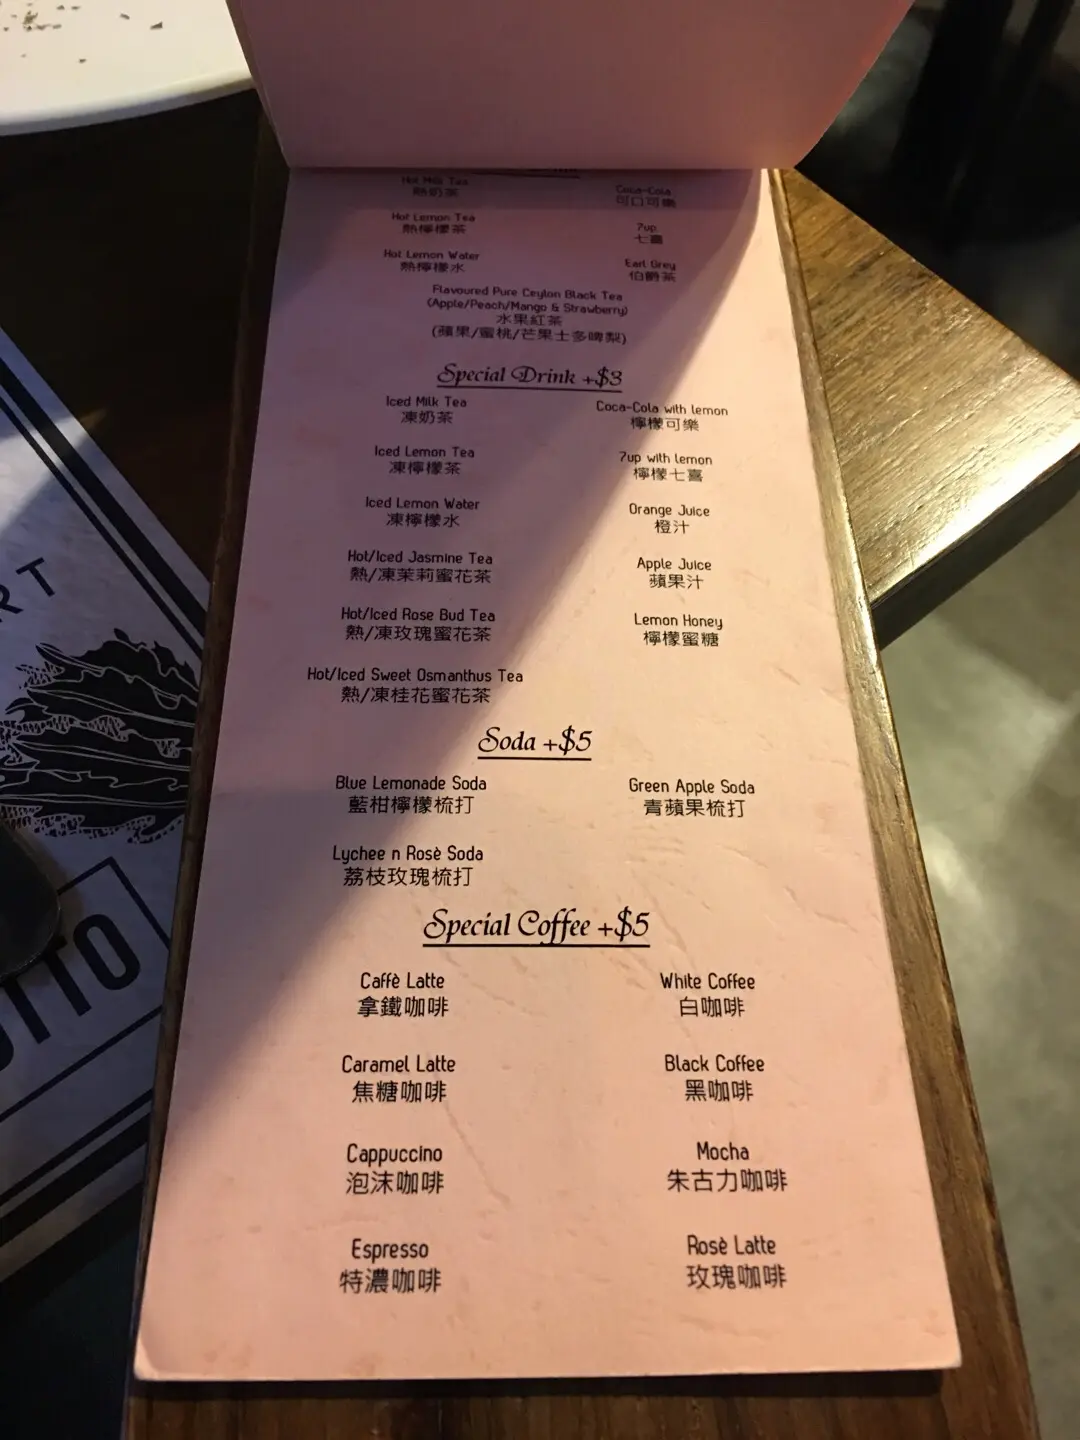 Hot Milk Tea
熱奶茶
Coca-Cola
可口可樂
Hot Lemon Tea
熱檸檬茶
7up
七喜
Hot Lemon Water
熱檸檬水
Earl Grey
伯爵茶
Flavoured Pure Ceylon Black Tea
(Apple/Peach/Mango & Strawberry)
水果紅茶
(蘋果/蜜桃/芒果士多啤梨)
Special Drink +$3
Iced Milk Tea
凍奶茶
Coca-Cola with lemon
檸檬可樂
Iced Lemon Tea
凍檸檬茶
7up with lemon
檸檬七喜
Iced Lemon Water
凍檸檬水
Orange Juice
橙汁
Hot/Iced Jasmine Tea
熱/凍茉莉蜜花茶
Apple Juice
蘋果汁
Hot/Iced Rose Bud Tea
熱/凍玫瑰蜜花茶
Lemon Honey
檸檬蜜糖
Hot/Iced Sweet Osmanthus Tea
熱/凍桂花蜜花茶
Soda +$5
Blue Lemonade Soda
藍柑檸檬梳打
Green Apple Soda
青蘋果梳打
Lychee n Rosè Soda
荔枝玫瑰梳打
Special Coffee +$5
Caffè Latte
拿鐵咖啡
White Coffee
白咖啡
Caramel Latte
焦糖咖啡
Black Coffee
黑咖啡
Cappuccino
泡沫咖啡
Mocha
朱古力咖啡
Espresso
特濃咖啡
Rosè Latte
玫瑰咖啡